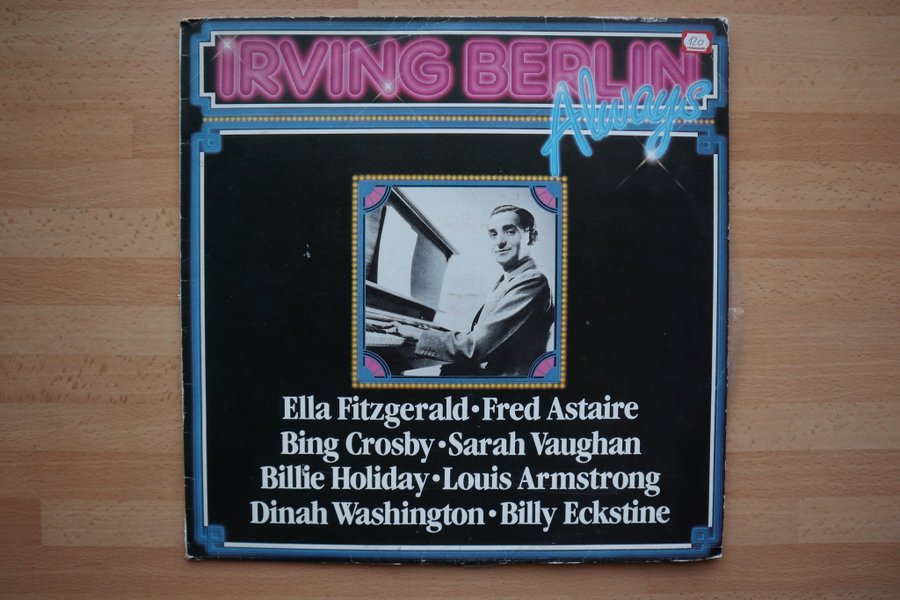 IRVING BERLIN
120
Always
Ella Fitzgerald•Fred Astaire
Bing Crosby•Sarah Vaughan
Billie Holiday•Louis Armstrong
Dinah Washington•Billy Eckstine